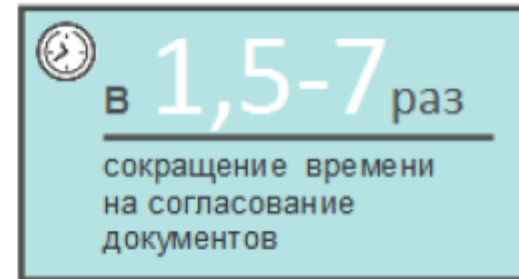 в 1,5-7 раз
сокращение времени
на согласование
документов